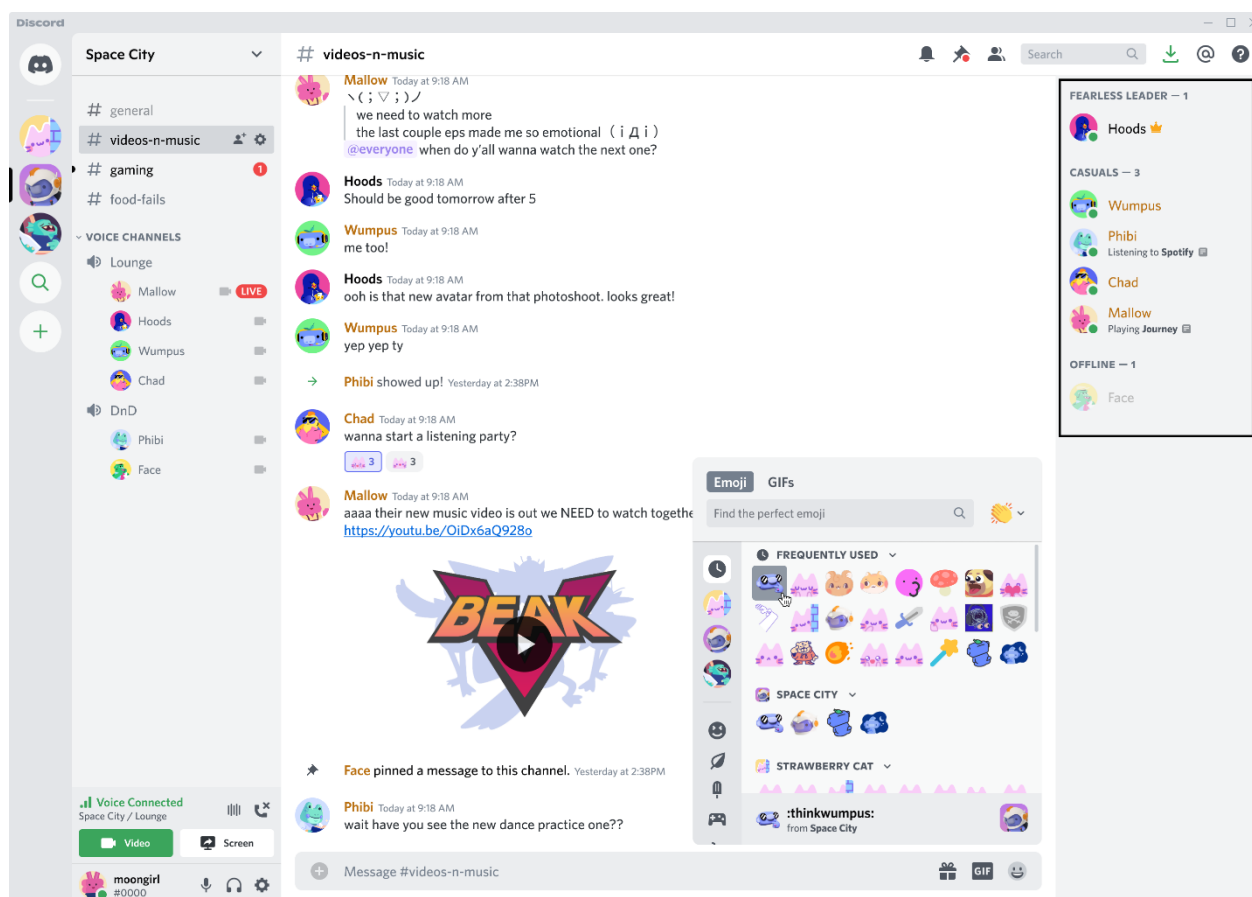 Discord
Space City
# general
# videos-n-music
# gaming 1
# food-fails
VOICE CHANNELS
Lounge
Mallow LIVE
Hoods
Wumpus
Chad
DnD
Phibi
Face
Voice Connected
Space City / Lounge
Video
Screen
moongirl
#0000
# videos-n-music
Search
Mallow Today at 9:18 AM
ヽ(；▽；)ノ
we need to watch more
the last couple eps made me so emotional （ｉДｉ）
@everyone when do y'all wanna watch the next one?
Hoods Today at 9:18 AM
Should be good tomorrow after 5
Wumpus Today at 9:18 AM
me too!
Hoods Today at 9:18 AM
ooh is that new avatar from that photoshoot. looks great!
Wumpus Today at 9:18 AM
yep yep ty
Phibi showed up! Yesterday at 2:38PM
Chad Today at 9:18 AM
wanna start a listening party?
3 3
Mallow Today at 9:18 AM
aaaa their new music video is out we NEED to watch togethe
https://youtu.be/OiDx6aQ928o
BEAK
Face pinned a message to this channel. Yesterday at 2:38PM
Phibi Today at 9:18 AM
wait have you see the new dance practice one??
Message #videos-n-music
GIF
Emoji GIFs
Find the perfect emoji
FREQUENTLY USED
SPACE CITY
STRAWBERRY CAT
:thinkwumpus:
from Space City
FEARLESS LEADER — 1
Hoods
CASUALS — 3
Wumpus
Phibi
Listening to Spotify
Chad
Mallow
Playing Journey
OFFLINE — 1
Face